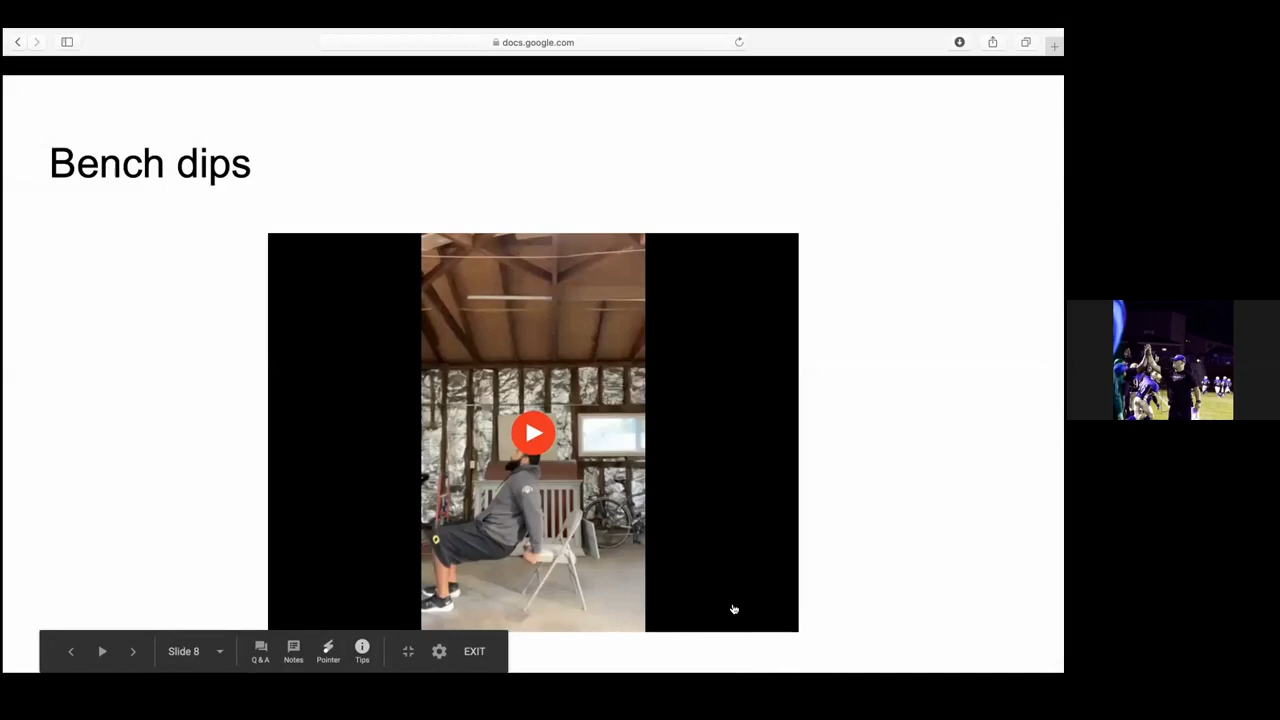 docs.google.com
Bench dips
Slide 8
Q & A
Notes
Pointer
Tips
EXIT